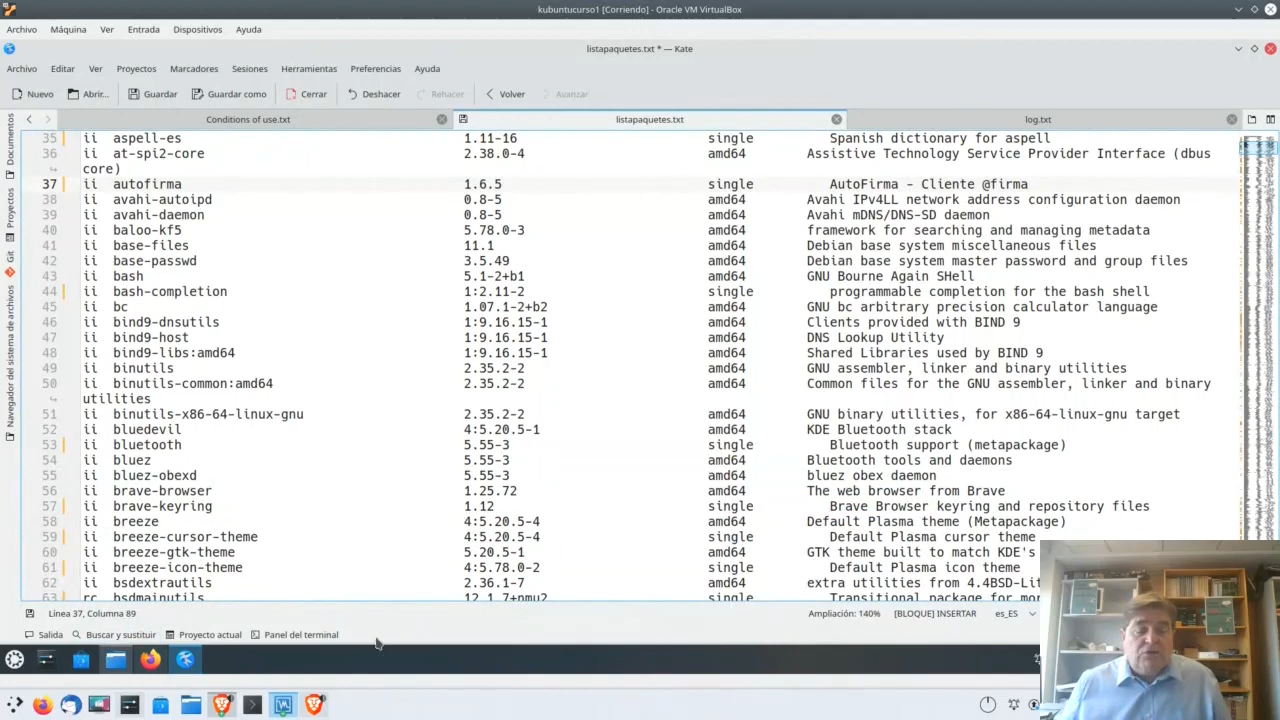 kubuntucurso1 [Corriendo] - Oracle VM VirtualBox
Archivo Máquina Ver Entrada Dispositivos Ayuda
listapaquetes.txt * — Kate
Archivo Editar Ver Proyectos Marcadores Sesiones Herramientas Preferencias Ayuda
Nuevo Abrir... Guardar Guardar como Cerrar Deshacer Rehacer Volver Avanzar
Conditions of use.txt listapaquetes.txt log.txt
Documentos
Proyectos
Git
Navegador del sistema de archivos
35 ii aspell-es 1.11-16 single Spanish dictionary for aspell
36 ii at-spi2-core 2.38.0-4 amd64 Assistive Technology Service Provider Interface (dbus
core)
37 ii autofirma 1.6.5 single AutoFirma - Cliente @firma
38 ii avahi-autoipd 0.8-5 amd64 Avahi IPv4LL network address configuration daemon
39 ii avahi-daemon 0.8-5 amd64 Avahi mDNS/DNS-SD daemon
40 ii baloo-kf5 5.78.0-3 amd64 framework for searching and managing metadata
41 ii base-files 11.1 amd64 Debian base system miscellaneous files
42 ii base-passwd 3.5.49 amd64 Debian base system master password and group files
43 ii bash 5.1-2+b1 amd64 GNU Bourne Again SHell
44 ii bash-completion 1:2.11-2 single programmable completion for the bash shell
45 ii bc 1.07.1-2+b2 amd64 GNU bc arbitrary precision calculator language
46 ii bind9-dnsutils 1:9.16.15-1 amd64 Clients provided with BIND 9
47 ii bind9-host 1:9.16.15-1 amd64 DNS Lookup Utility
48 ii bind9-libs:amd64 1:9.16.15-1 amd64 Shared Libraries used by BIND 9
49 ii binutils 2.35.2-2 amd64 GNU assembler, linker and binary utilities
50 ii binutils-common:amd64 2.35.2-2 amd64 Common files for the GNU assembler, linker and binary
utilities
51 ii binutils-x86-64-linux-gnu 2.35.2-2 amd64 GNU binary utilities, for x86-64-linux-gnu target
52 ii bluedevil 4:5.20.5-1 amd64 KDE Bluetooth stack
53 ii bluetooth 5.55-3 single Bluetooth support (metapackage)
54 ii bluez 5.55-3 amd64 Bluetooth tools and daemons
55 ii bluez-obexd 5.55-3 amd64 bluez obex daemon
56 ii brave-browser 1.25.72 amd64 The web browser from Brave
57 ii brave-keyring 1.12 single Brave Browser keyring and repository files
58 ii breeze 4:5.20.5-4 amd64 Default Plasma theme (Metapackage)
59 ii breeze-cursor-theme 4:5.20.5-4 single Default Plasma cursor theme
60 ii breeze-gtk-theme 5.20.5-1 amd64 GTK theme built to match KDE's
61 ii breeze-icon-theme 4:5.78.0-2 single Default Plasma icon theme
62 ii bsdextrautils 2.36.1-7 amd64 extra utilities from 4.4BSD-Lit
63 rc bsdmainutils 12.1.7+nmu2 single Transitional package for mor
Línea 37, Columna 89 Ampliación: 140% [BLOQUE] INSERTAR es_ES
Salida Buscar y sustituir Proyecto actual Panel del terminal